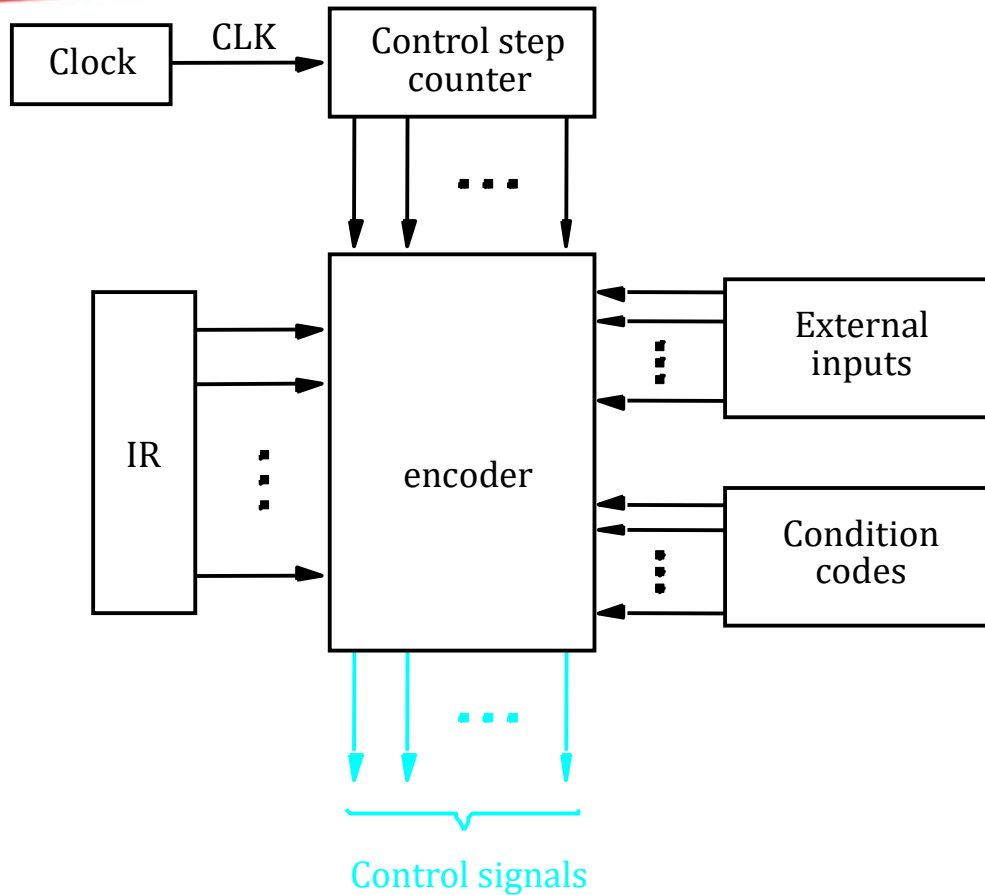 Clock
CLK
Control step
counter
IR
encoder
External
inputs
Condition
codes
Control signals